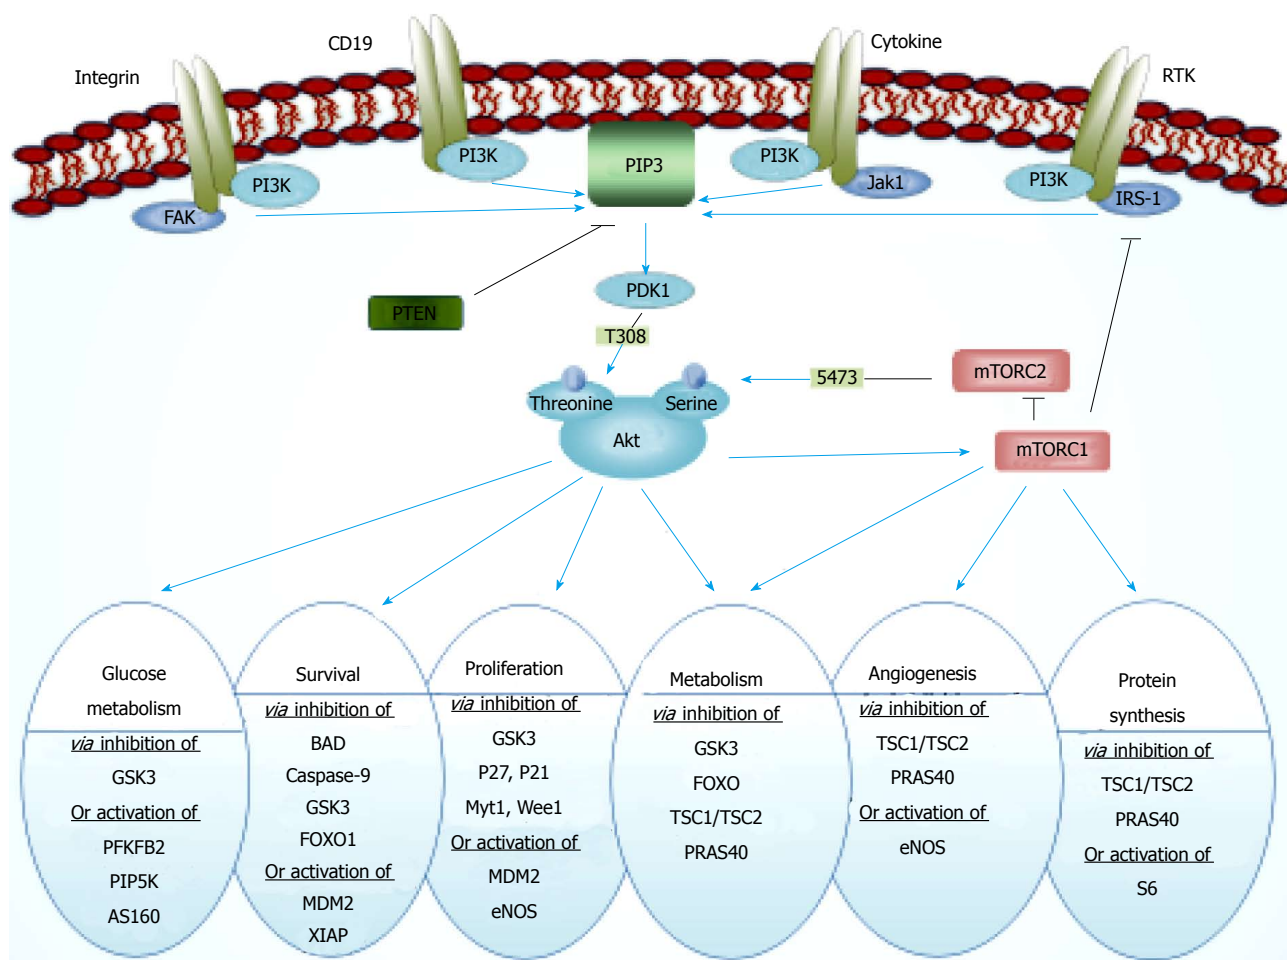 CD19
Cytokine
Integrin
RTK
PI3K
PIP3
PI3K
PI3K
Jak1
PI3K
FAK
IRS-1
PDK1
PTEN
T308
mTORC2
5473
Threonine
Serine
Akt
mTORC1
Glucose
metabolism
via inhibition of
GSK3
Or activation of
PFKFB2
PIP5K
AS160
Survival
via inhibition of
BAD
Caspase-9
GSK3
FOXO1
Or activation of
MDM2
XIAP
Proliferation
via inhibition of
GSK3
P27, P21
Myt1, Wee1
Or activation of
MDM2
eNOS
Metabolism
via inhibition of
GSK3
FOXO
TSC1/TSC2
PRAS40
Angiogenesis
via inhibition of
TSC1/TSC2
PRAS40
Or activation of
eNOS
Protein
synthesis
via inhibition of
TSC1/TSC2
PRAS40
Or activation of
S6